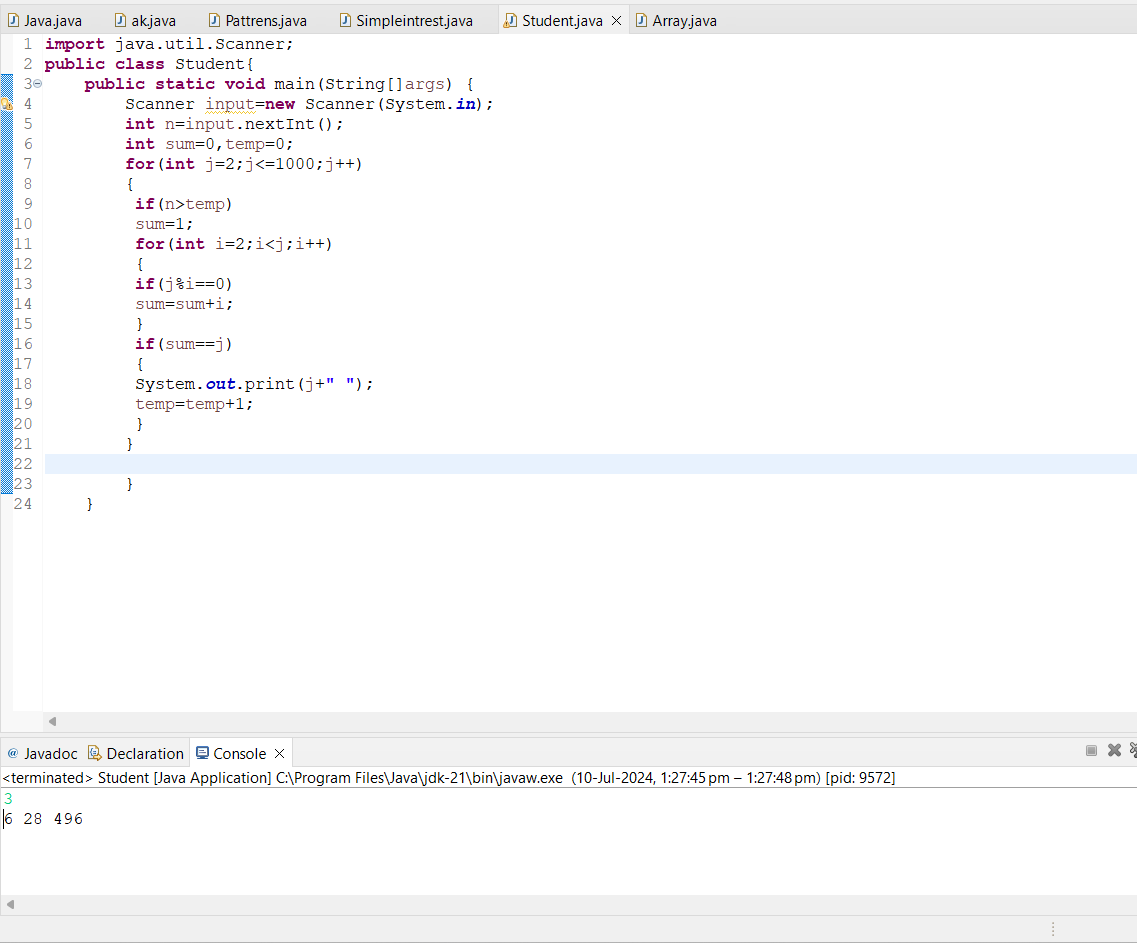 Java.java ak.java Pattrens.java Simpleintrest.java Student.java Array.java
1 import java.util.Scanner;
2 public class Student{
3 public static void main(String[]args) {
4 Scanner input=new Scanner(System.in);
5 int n=input.nextInt();
6 int sum=0,temp=0;
7 for(int j=2;j<=1000;j++)
8 {
9 if(n>temp)
10 sum=1;
11 for(int i=2;i<j;i++)
12 {
13 if(j%i==0)
14 sum=sum+i;
15 }
16 if(sum==j)
17 {
18 System.out.print(j+" ");
19 temp=temp+1;
20 }
21 }
22
23 }
24 }
@ Javadoc Declaration Console
<terminated> Student [Java Application] C:\Program Files\Java\jdk-21\bin\javaw.exe (10-Jul-2024, 1:27:45 pm – 1:27:48 pm) [pid: 9572]
3
6 28 496